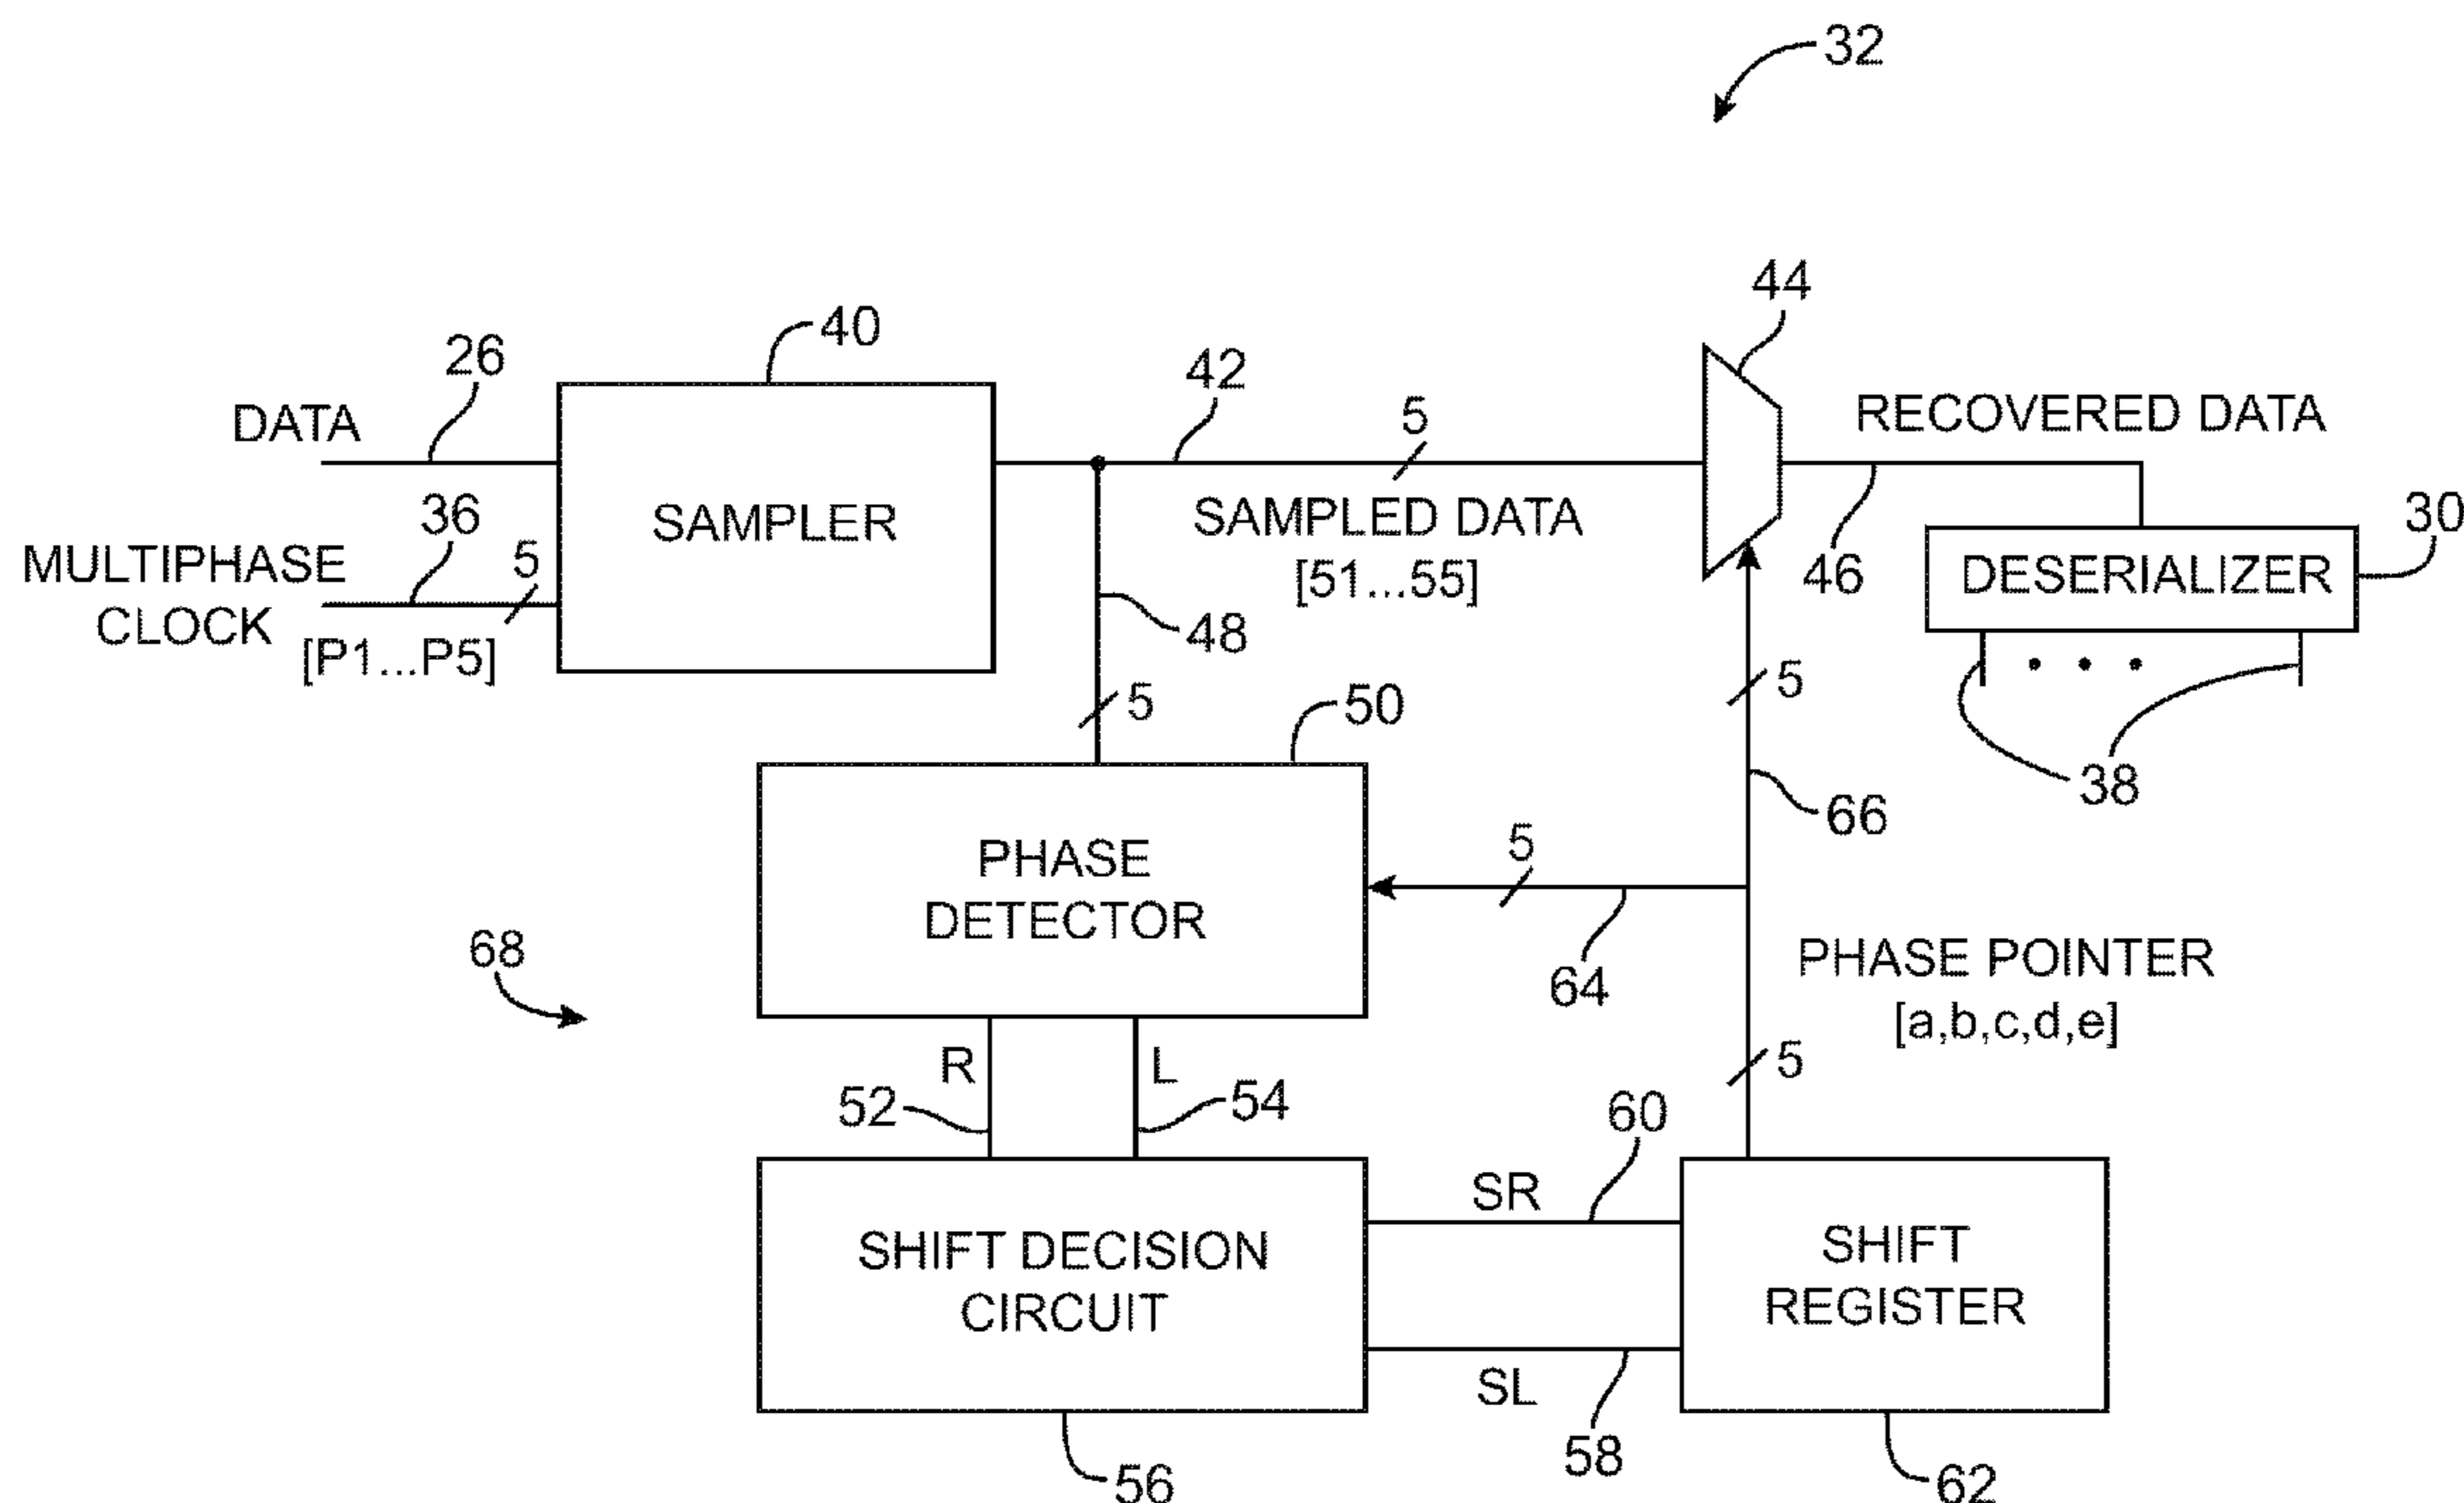 32
44
40
26
42
5
DATA
RECOVERED DATA
36
5
SAMPLER
SAMPLED DATA
[51...55]
30
MULTIPHASE
CLOCK
[P1...P5]
46
DESERIALIZER
48
5
5
50
38
66
PHASE
DETECTOR
5
64
68
PHASE POINTER
[a,b,c,d,e]
R
L
5
52
54
60
SR
SHIFT DECISION
CIRCUIT
SHIFT
REGISTER
SL
58
56
62